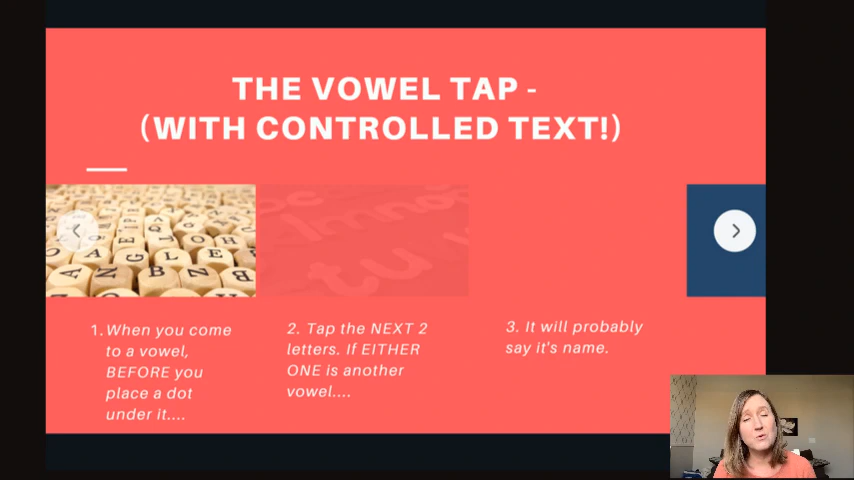 THE VOWEL TAP -
(WITH CONTROLLED TEXT!)
1. When you come
to a vowel,
BEFORE you
place a dot
under it....
2. Tap the NEXT 2
letters. If EITHER
ONE is another
vowel....
3. It will probably
say it's name.